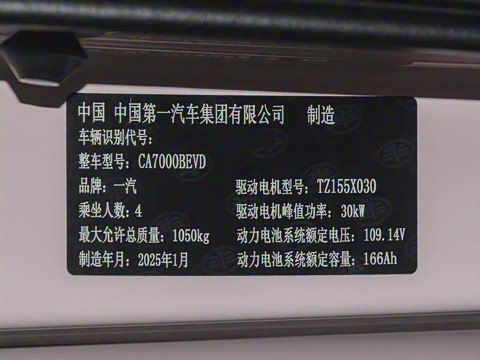 中国 中国第一汽车集团有限公司 制造
车辆识别代号：
整车型号：CA7000BEVD
品牌：一汽 驱动电机型号：TZ155X030
乘坐人数：4 驱动电机峰值功率：30kW
最大允许总质量：1050kg 动力电池系统额定电压：109.14V
制造年月：2025年1月 动力电池系统额定容量：166Ah